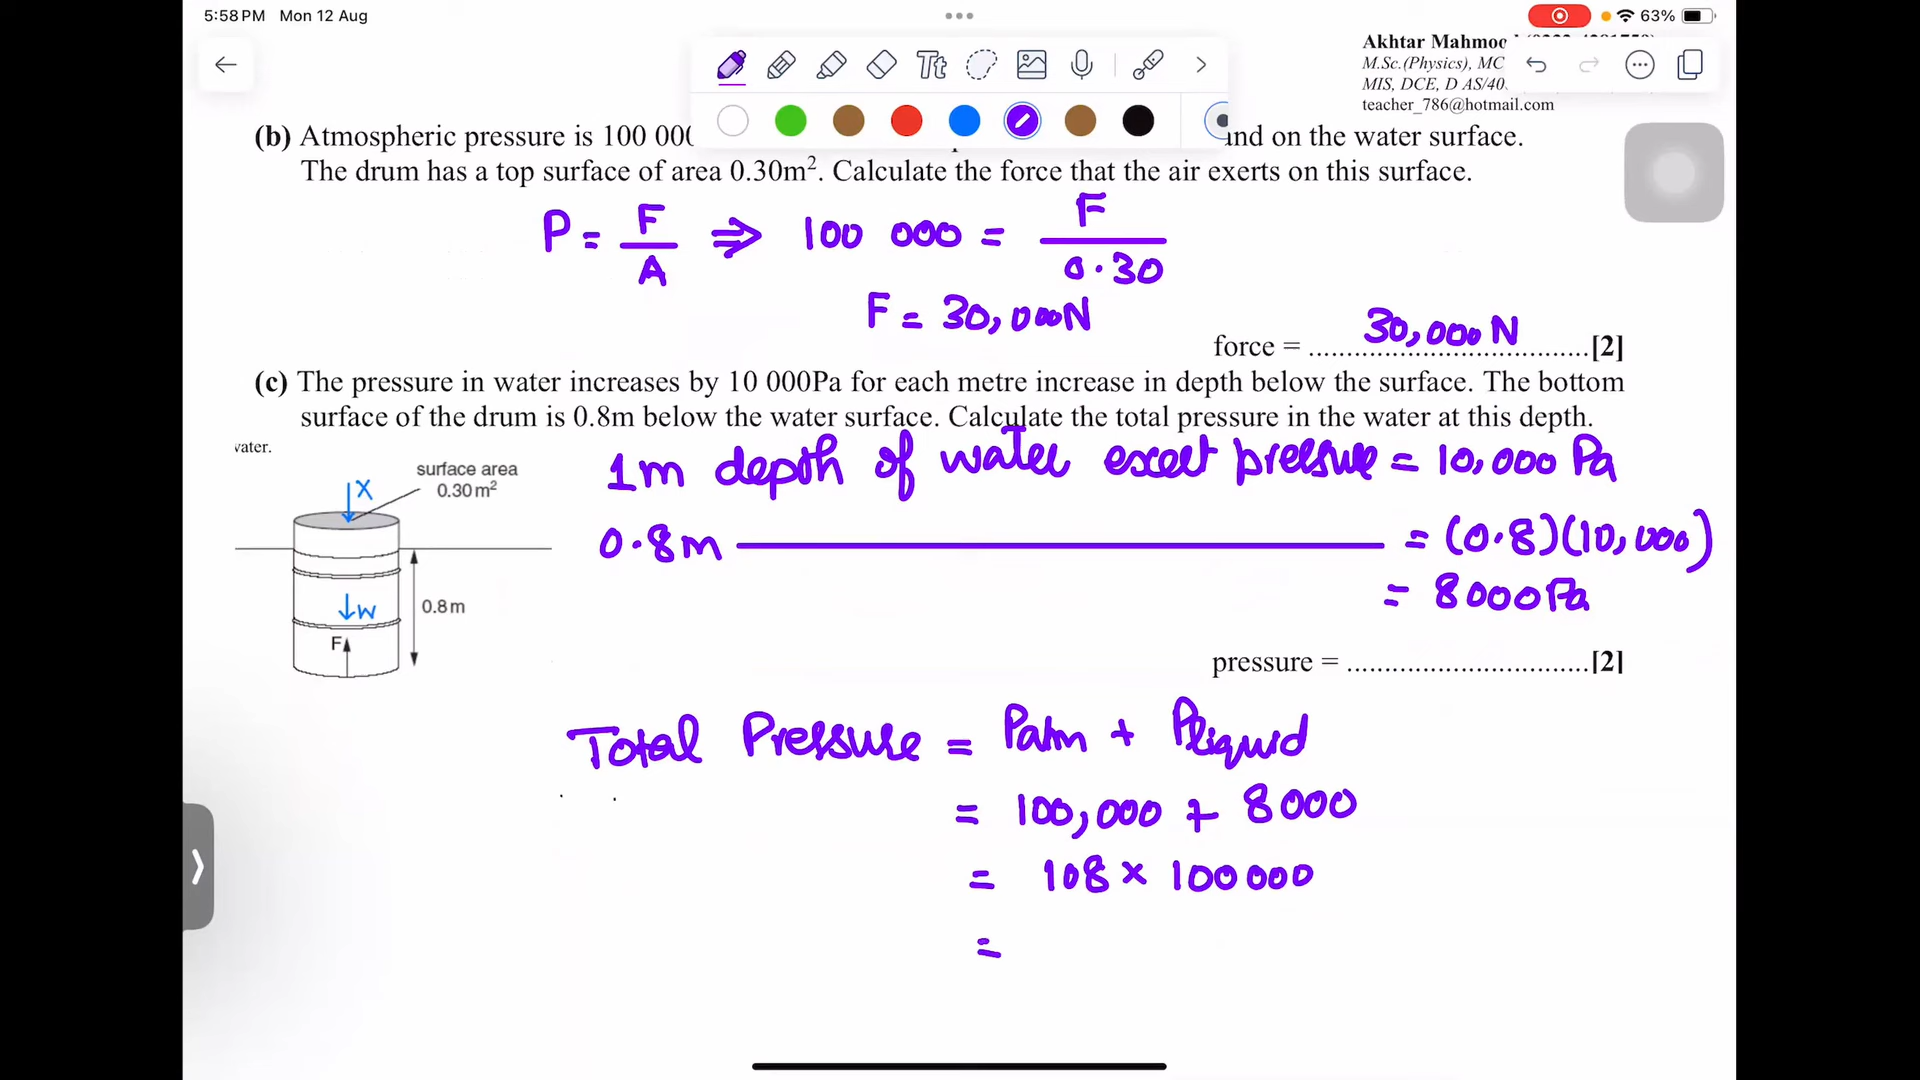 5:58 PM Mon 12 Aug
63%
Akhtar Mahmoo
M.Sc.(Physics), MC
MIS, DCE, D AS/40
teacher_786@hotmail.com
Tt
(b) Atmospheric pressure is 100 000 and on the water surface.
The drum has a top surface of area 0.30m². Calculate the force that the air exerts on this surface.
P = F/A ⇒ 100 000 = F/0.30
F = 30,000N
force = 30,000N [2]
(c) The pressure in water increases by 10 000Pa for each metre increase in depth below the surface. The bottom
surface of the drum is 0.8m below the water surface. Calculate the total pressure in the water at this depth.
vater.
1m depth of water exert pressure = 10,000 Pa
surface area
0.30 m²
X
0.8m ——— = (0.8)(10,000)
= 8000Pa
↓W
0.8 m
F
pressure = ................................[2]
Total Pressure = Patm + Pliquid
= 100,000 + 8000
= 108 × 100000
=